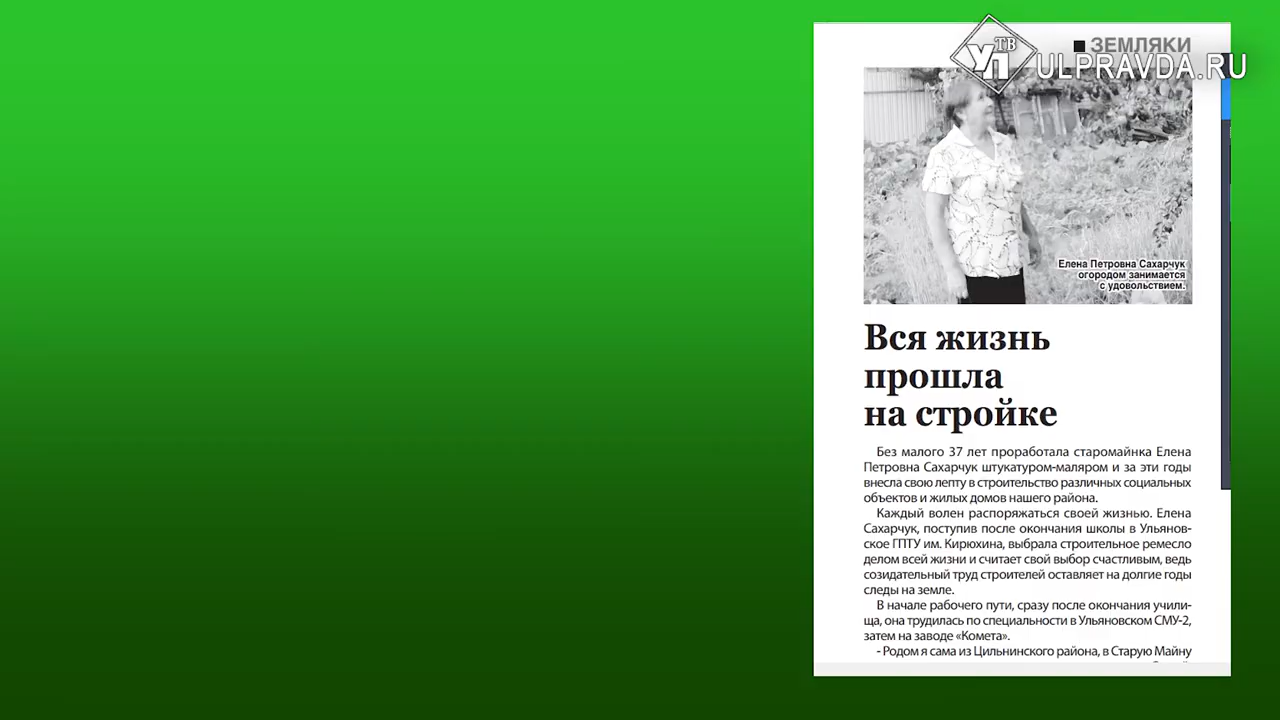 ЗЕМЛЯКИ
УП ТВ
ULPRAVDA.RU
Елена Петровна Сахарчук
огородом занимается
с удовольствием.
Вся жизнь
прошла
на стройке
Без малого 37 лет проработала старомайнка Елена
Петровна Сахарчук штукатуром-маляром и за эти годы
внесла свою лепту в строительство различных социальных
объектов и жилых домов нашего района.
Каждый волен распоряжаться своей жизнью. Елена
Сахарчук, поступив после окончания школы в Ульянов-
ское ГПТУ им. Кирюхина, выбрала строительное ремесло
делом всей жизни и считает свой выбор счастливым, ведь
созидательный труд строителей оставляет на долгие годы
следы на земле.
В начале рабочего пути, сразу после окончания учили-
ща, она трудилась по специальности в Ульяновском СМУ-2,
затем на заводе «Комета».
- Родом я сама из Цильнинского района, в Старую Майну